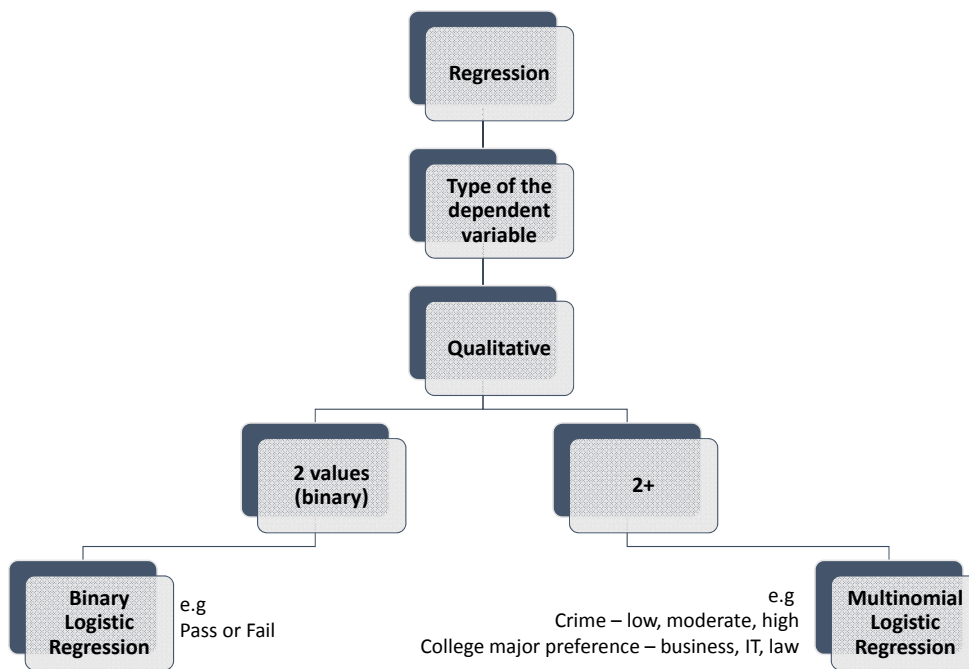 Regression
Type of the
dependent
variable
Qualitative
2 values
(binary)
2+
Binary
Logistic
Regression
e.g
Pass or Fail
e.g
Crime – low, moderate, high
College major preference – business, IT, law
Multinomial
Logistic
Regression